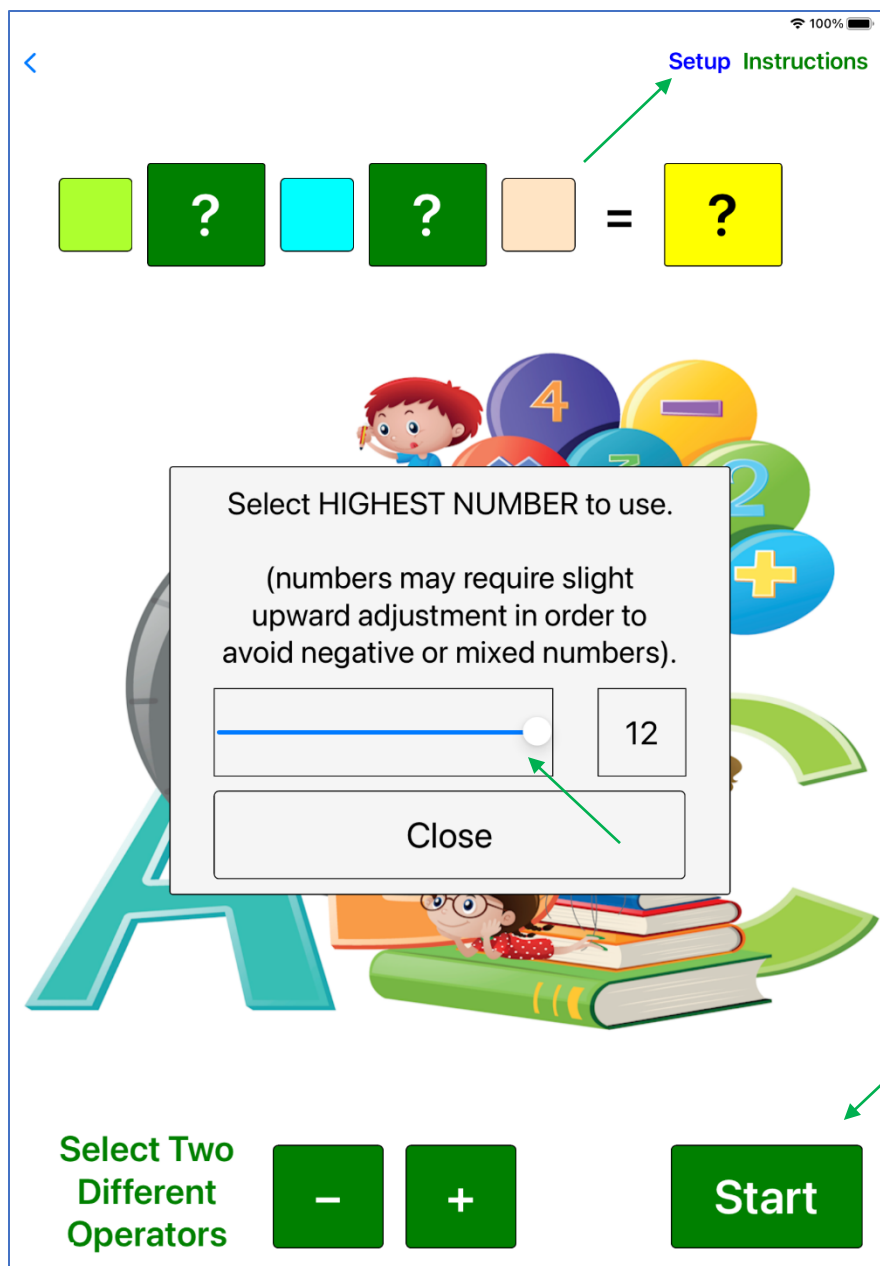 100%
Setup Instructions
? ? = ?
4 −
3
2
+
Select HIGHEST NUMBER to use.
(numbers may require slight
upward adjustment in order to
avoid negative or mixed numbers).
12
Close
A C
Select Two
Different
Operators
− +
Start